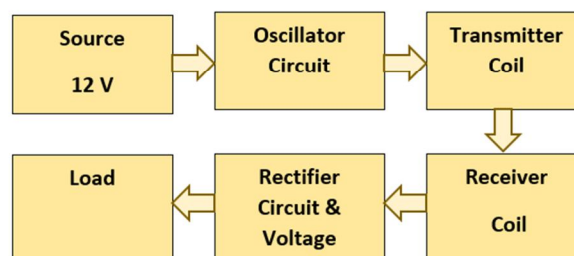 Source
12 V
Oscillator
Circuit
Transmitter
Coil
Load
Rectifier
Circuit &
Voltage
Receiver
Coil